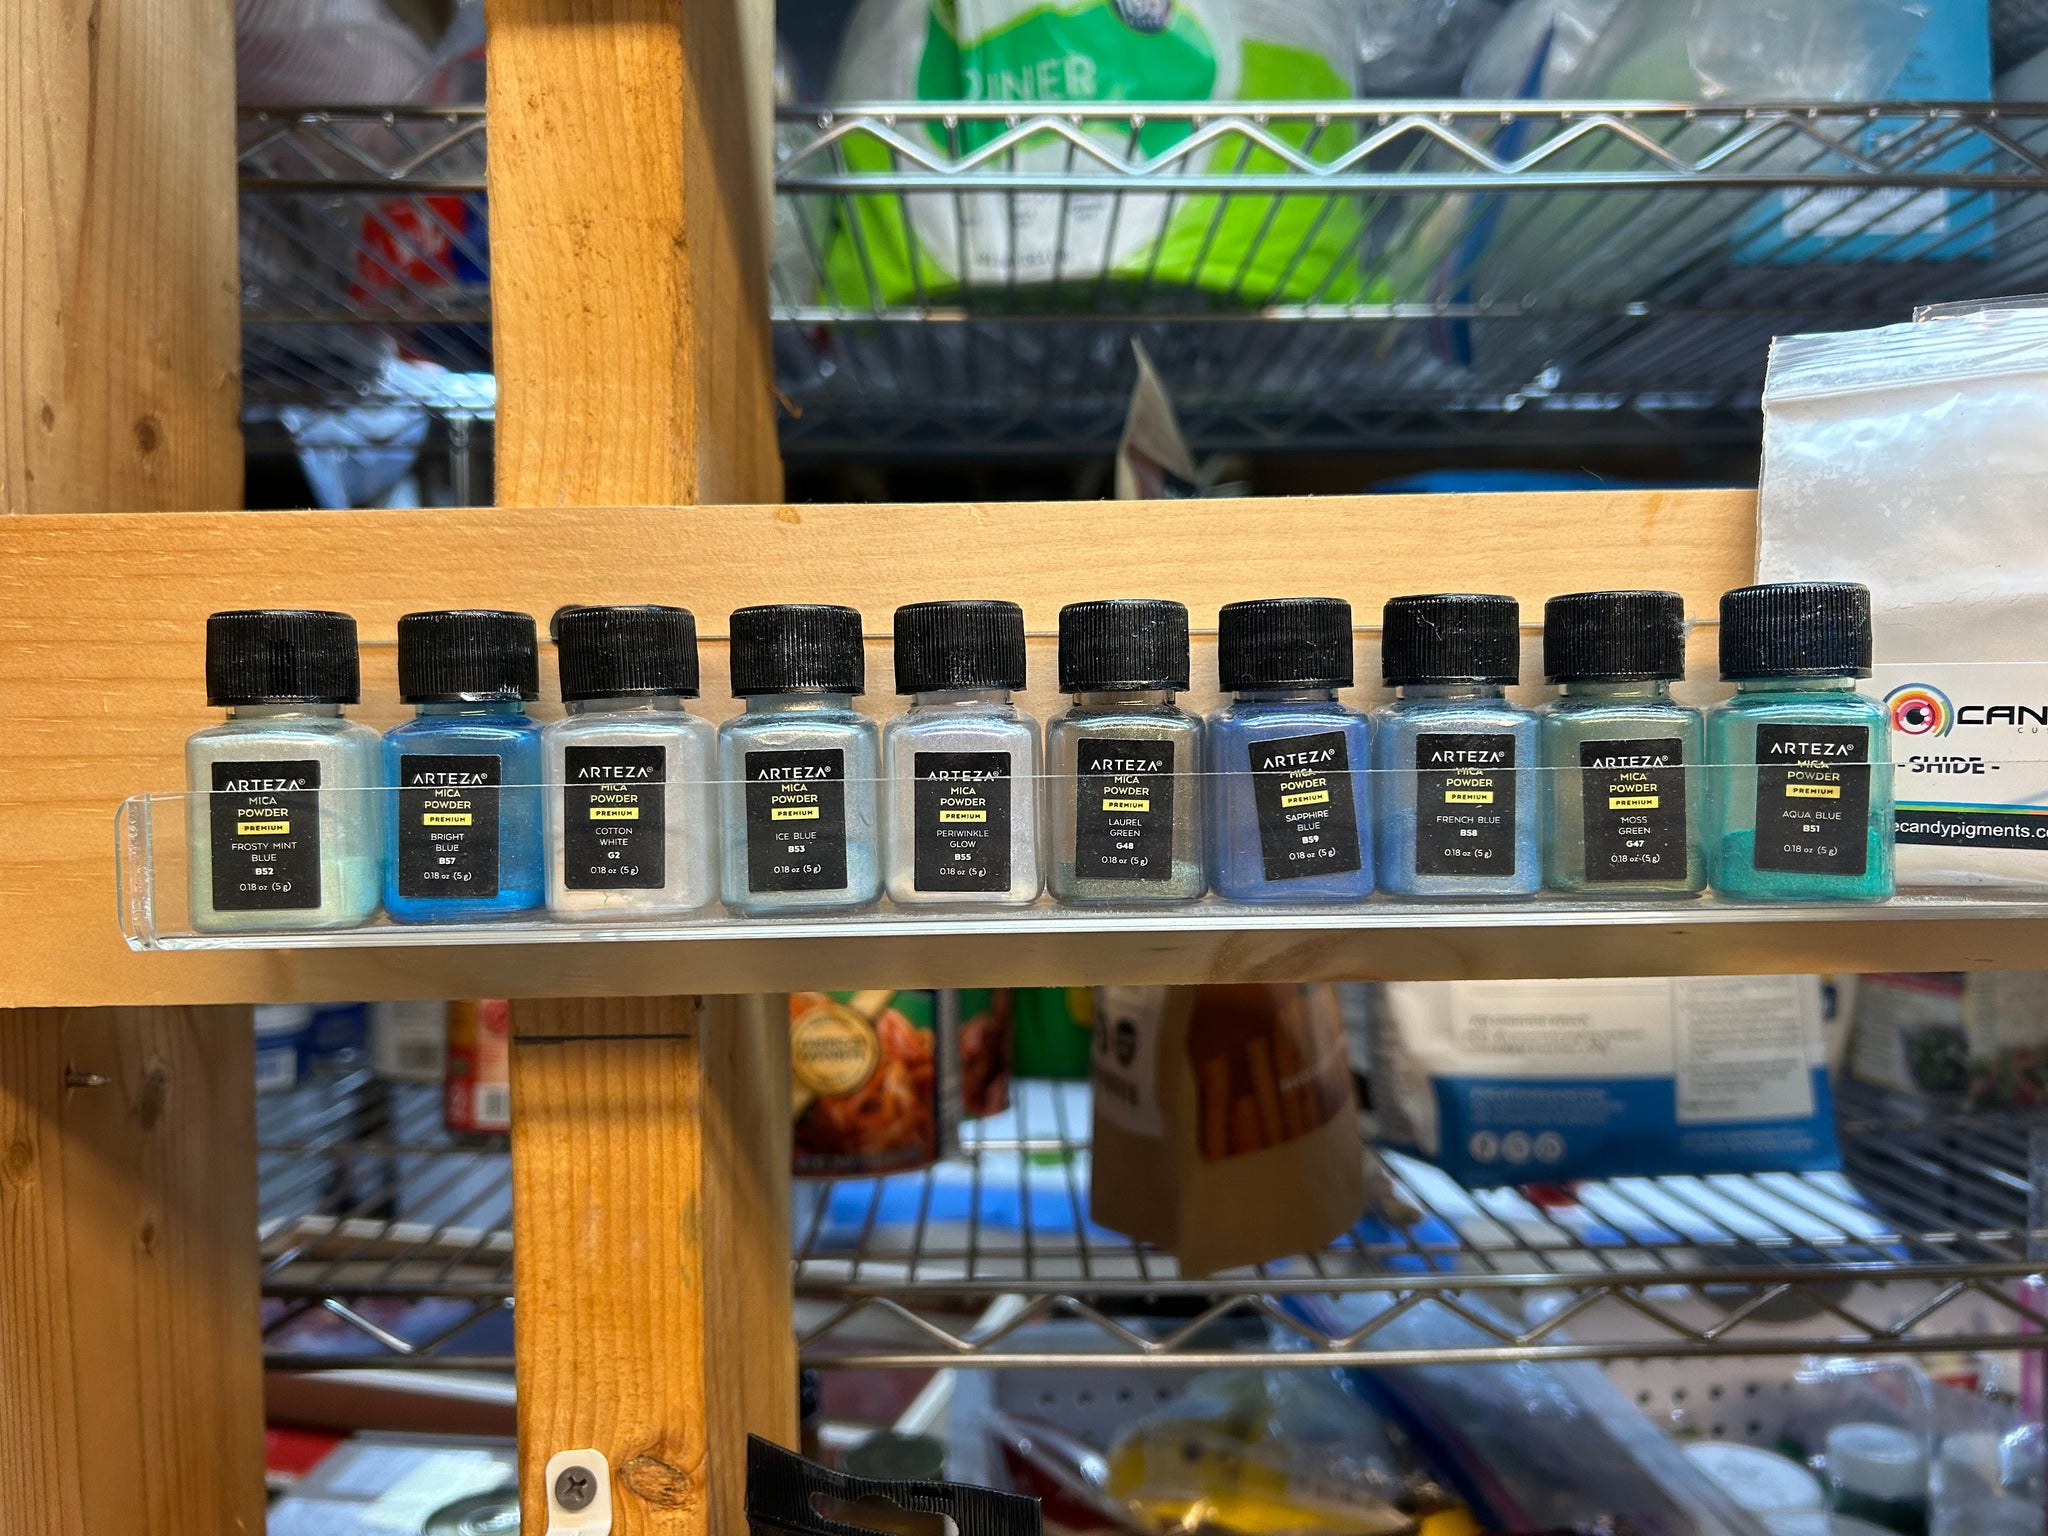 ARTEZA®
MICA
POWDER
PREMIUM
FROSTY MINT
BLUE
B52
0.18 oz (5 g)
ARTEZA®
MICA
POWDER
PREMIUM
BRIGHT
BLUE
B57
0.18 oz (5 g)
ARTEZA®
MICA
POWDER
PREMIUM
COTTON
WHITE
G2
0.18 oz (5 g)
ARTEZA®
MICA
POWDER
PREMIUM
ICE BLUE
B53
0.18 oz (5 g)
ARTEZA®
MICA
POWDER
PREMIUM
PERIWINKLE
GLOW
B55
0.18 oz (5 g)
ARTEZA®
MICA
POWDER
PREMIUM
LAUREL
GREEN
G48
0.18 oz (5 g)
ARTEZA®
MICA
POWDER
PREMIUM
SAPPHIRE
BLUE
B59
0.18 oz (5 g)
ARTEZA®
MICA
POWDER
PREMIUM
FRENCH BLUE
B58
0.18 oz (5 g)
ARTEZA®
MICA
POWDER
PREMIUM
MOSS
GREEN
G47
0.18 oz (5 g)
ARTEZA®
MICA
POWDER
PREMIUM
AQUA BLUE
B51
0.18 oz (5 g)
CAN
CUS
-SHIDE -
ecandypigments.co